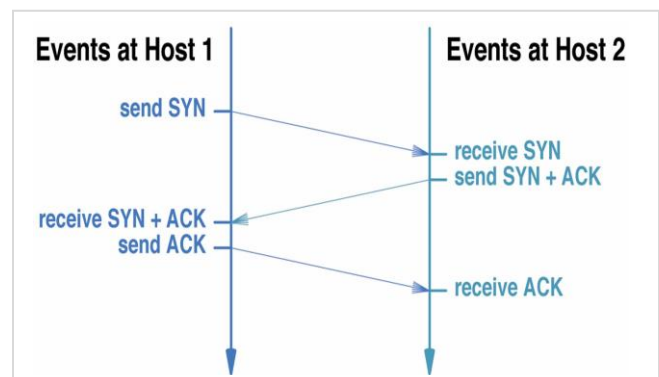 Events at Host 1
Events at Host 2
send SYN
receive SYN
send SYN + ACK
receive SYN + ACK
send ACK
receive ACK